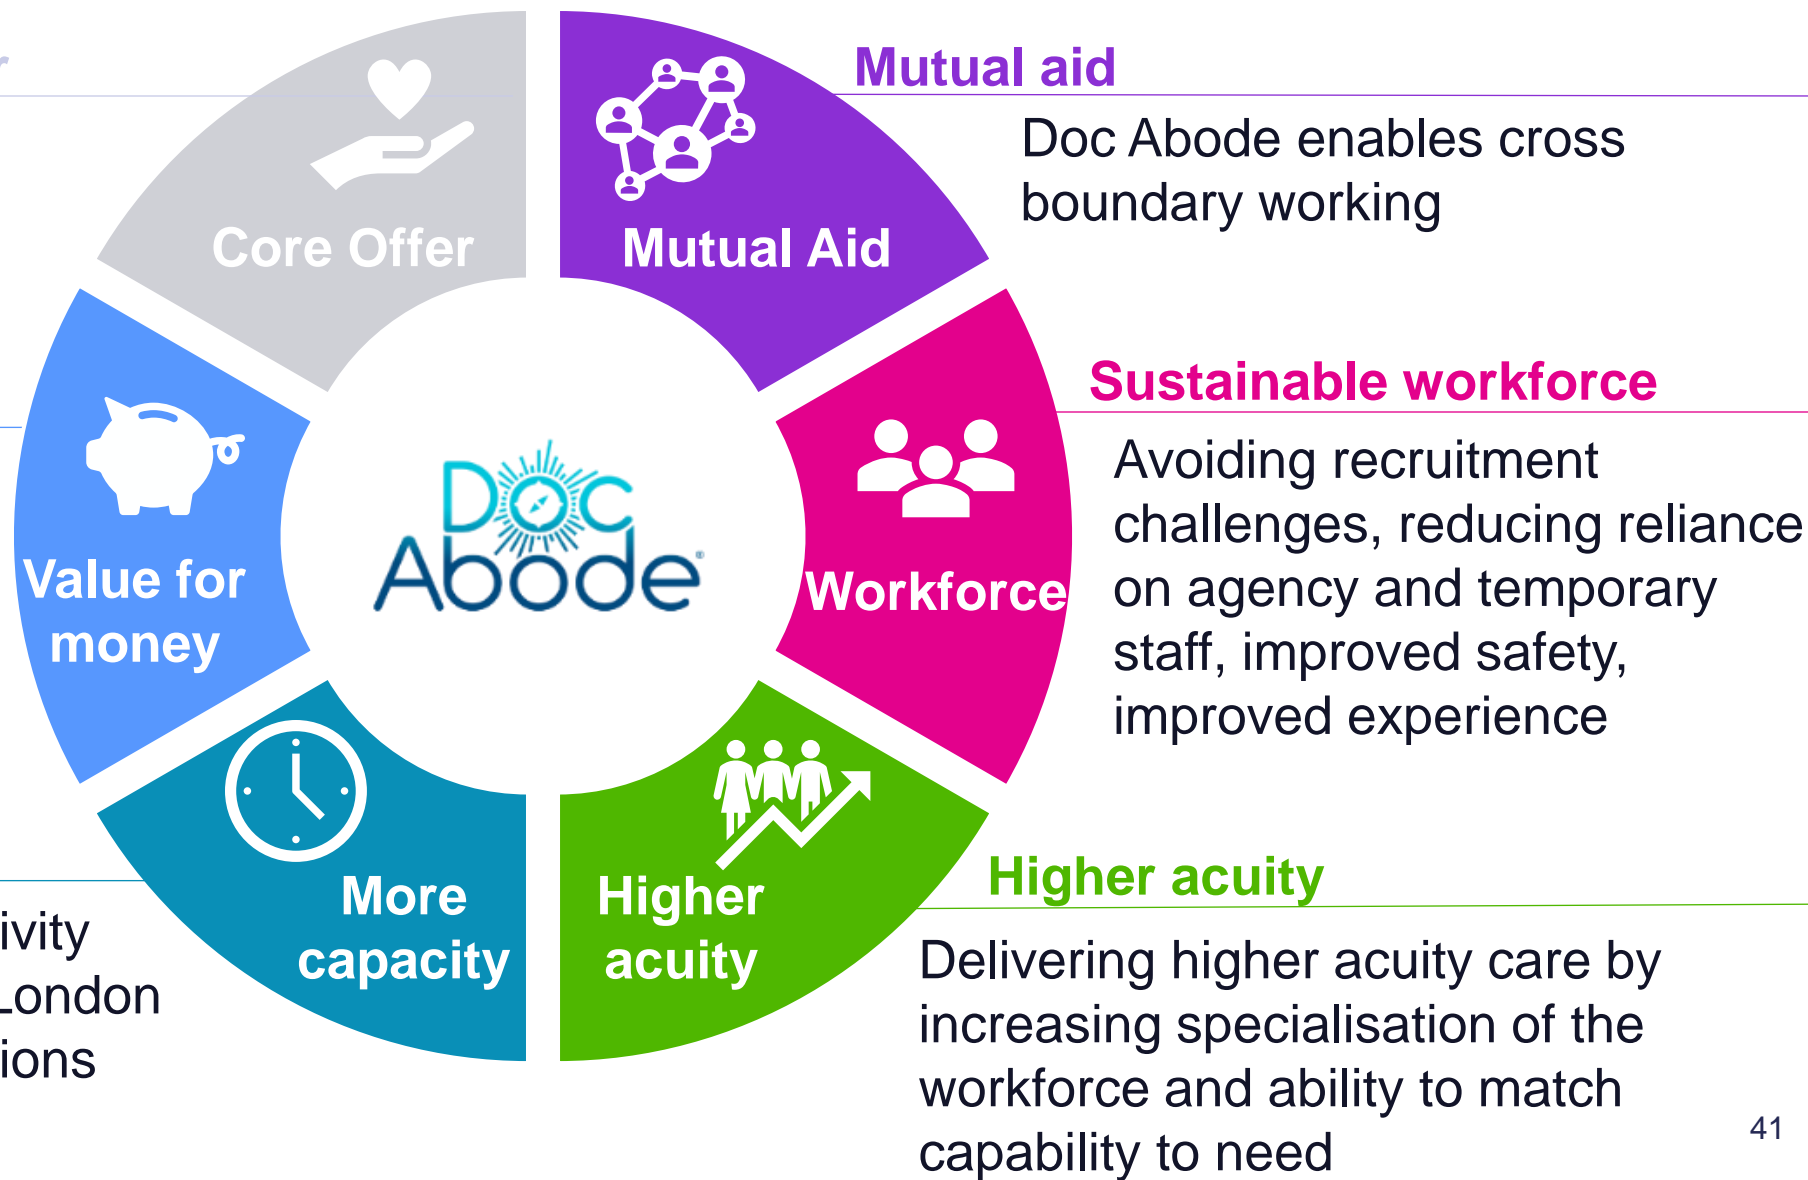 Core Offer
Mutual Aid
Value for
money
Doc
Abode
Workforce
More
capacity
Higher
acuity
Mutual aid
Doc Abode enables cross
boundary working
Sustainable workforce
Avoiding recruitment
challenges, reducing reliance
on agency and temporary
staff, improved safety,
improved experience
Higher acuity
Delivering higher acuity care by
increasing specialisation of the
workforce and ability to match
capability to need
London
41